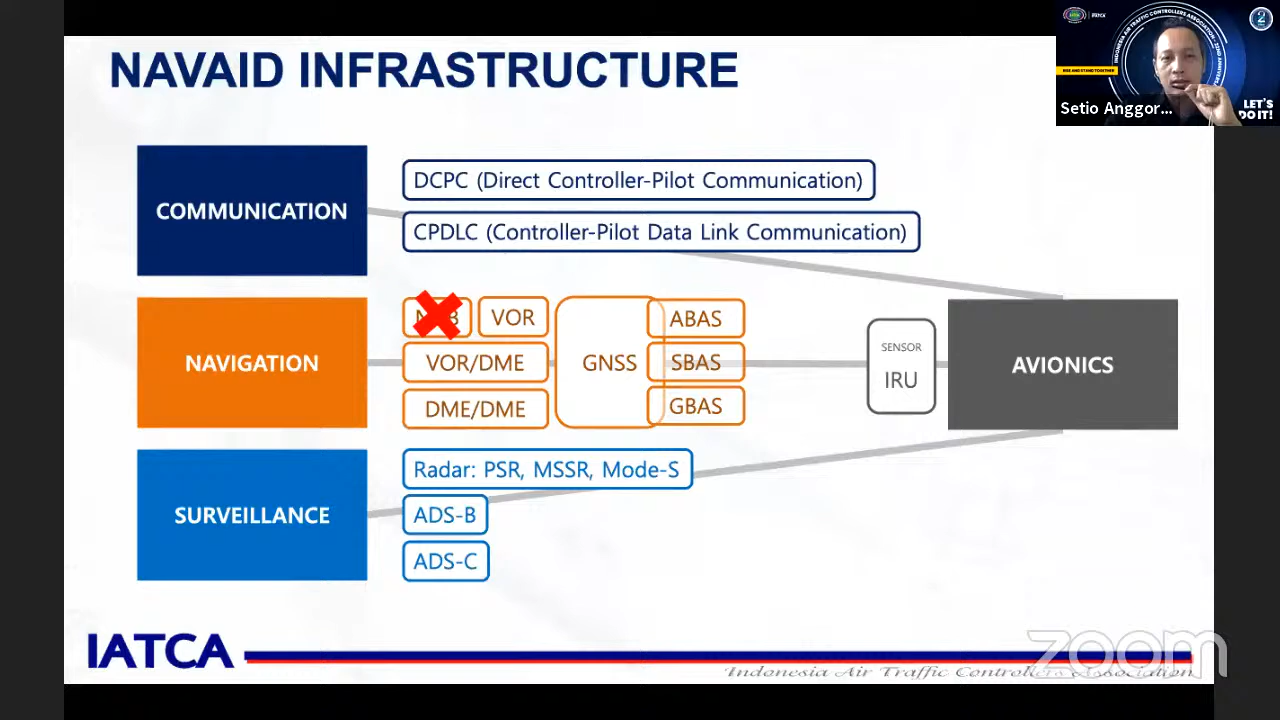 NAVAID INFRASTRUCTURE
LET'S
DO IT!
Setio Anggor...
COMMUNICATION
DCPC (Direct Controller-Pilot Communication)
CPDLC (Controller-Pilot Data Link Communication)
NAVIGATION
VOR
VOR/DME
DME/DME
GNSS
ABAS
SBAS
GBAS
SENSOR
IRU
AVIONICS
SURVEILLANCE
Radar: PSR, MSSR, Mode-S
ADS-B
ADS-C
IATCA
Indonesia Air Traffic Controllers Association
zoom